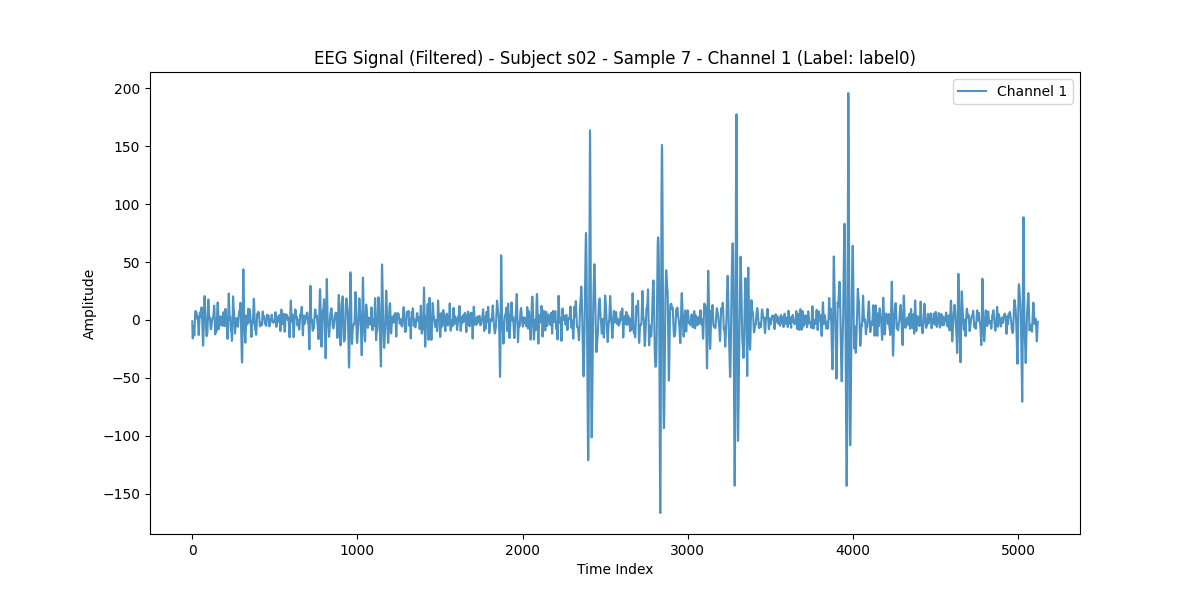 EEG Signal (Filtered) - Subject s02 - Sample 7 - Channel 1 (Label: label0)
Channel 1
200
150
100
50
0
−50
−100
−150
Amplitude
0 1000 2000 3000 4000 5000
Time Index